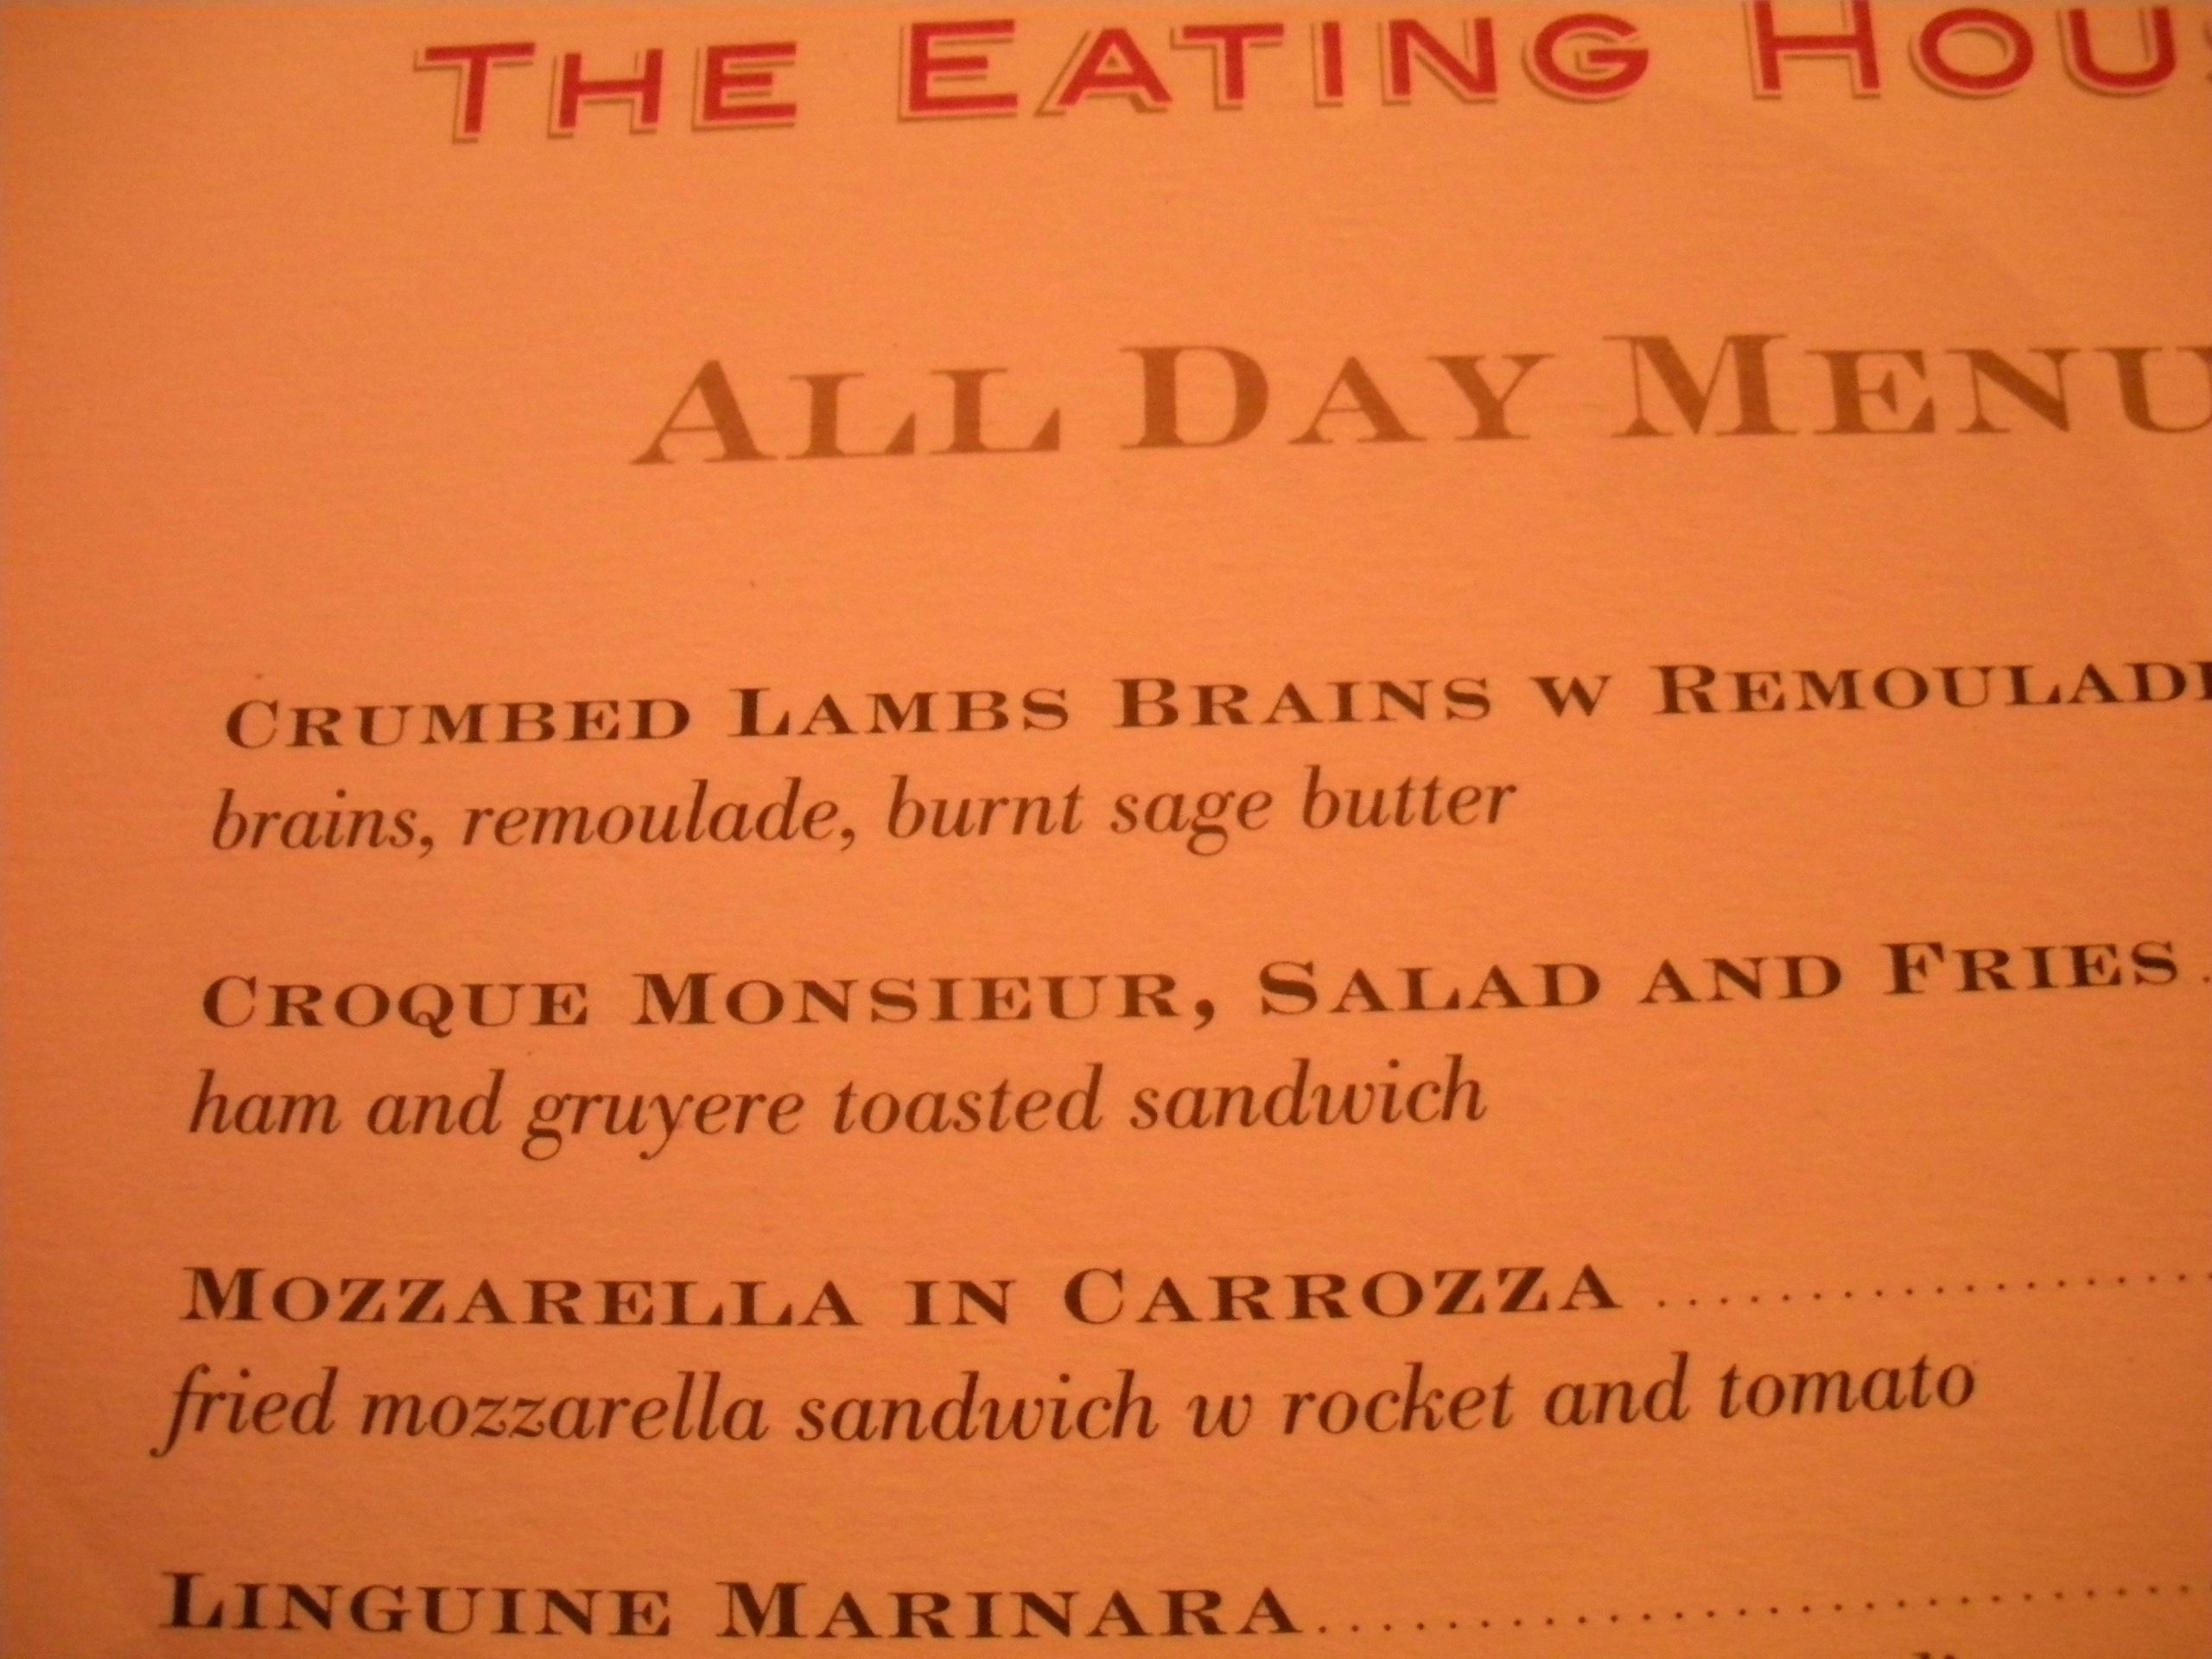 THE EATING HOU
ALL DAY MENU
CRUMBED LAMBS BRAINS W REMOULADE
brains, remoulade, burnt sage butter
CROQUE MONSIEUR, SALAD AND FRIES .
ham and gruyere toasted sandwich
MOZZARELLA IN CARROZZA ..................
fried mozzarella sandwich w rocket and tomato
LINGUINE MARINARA...........................